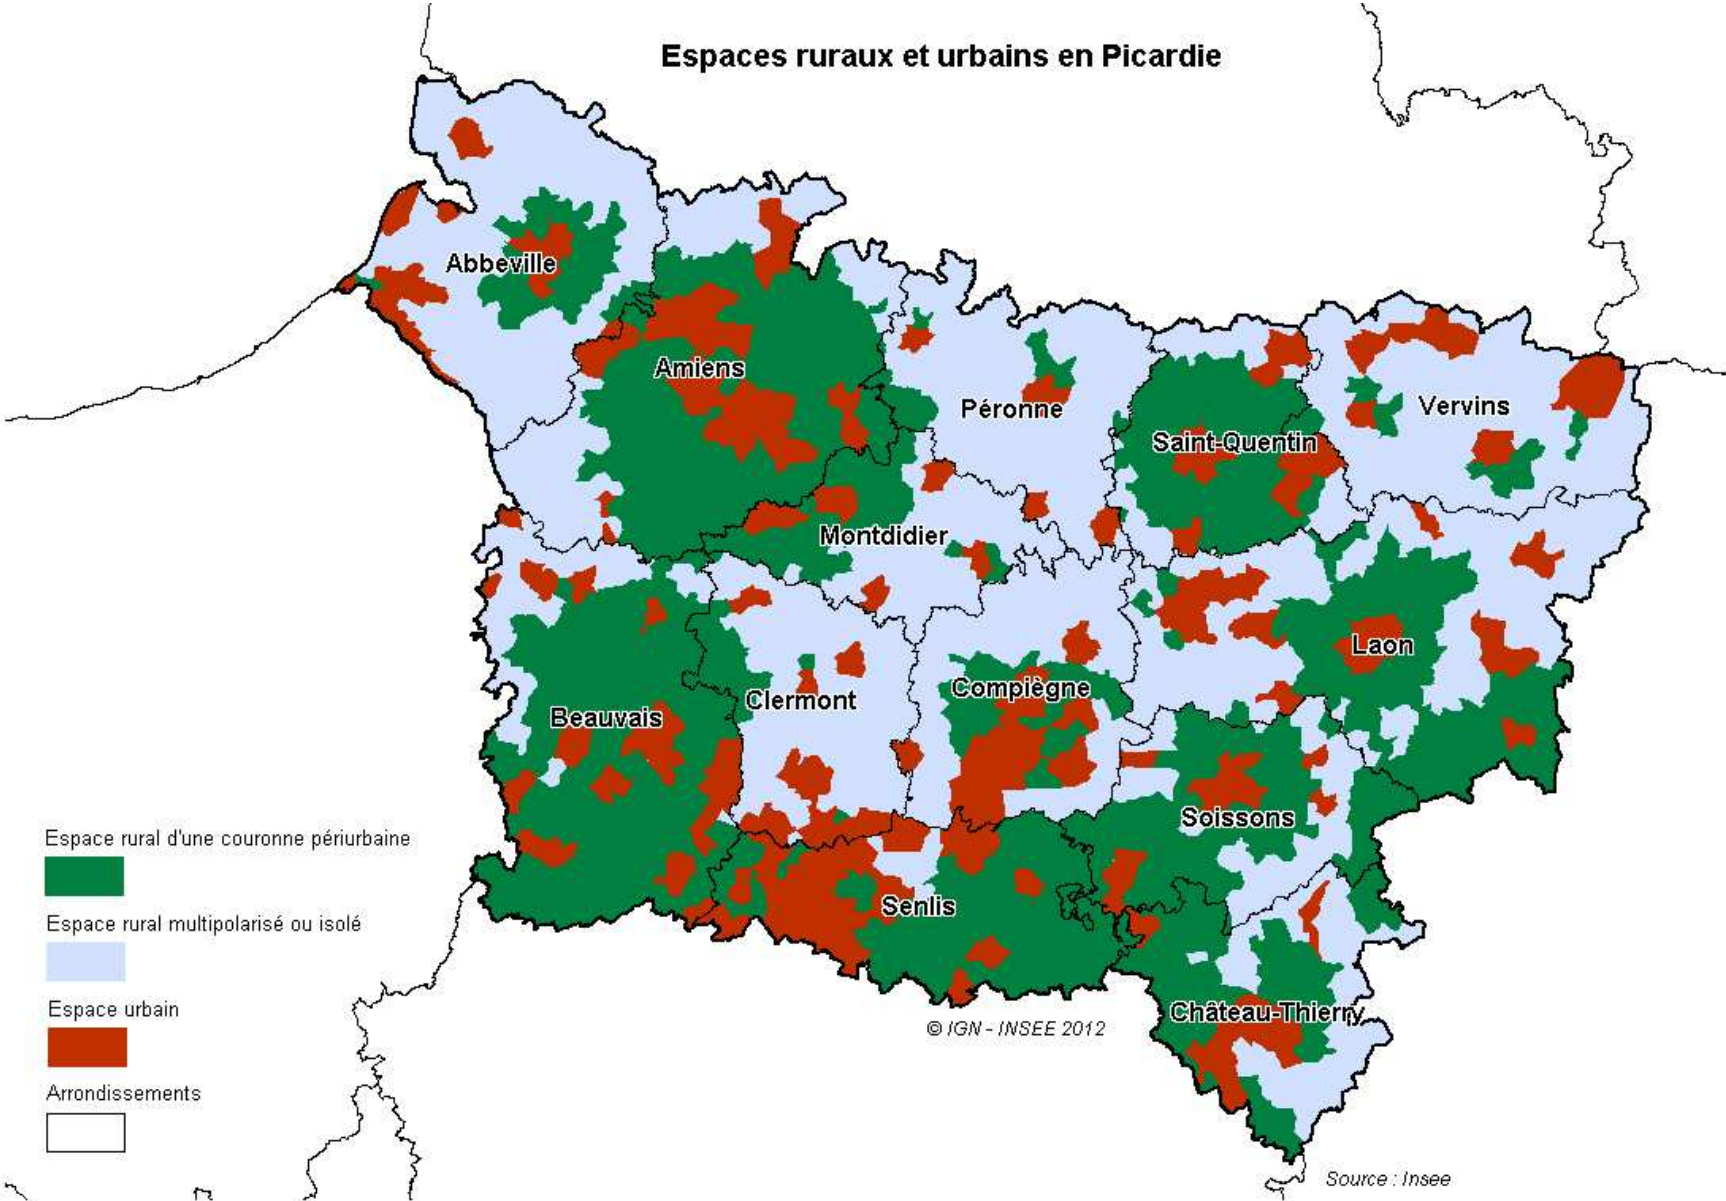 Espaces ruraux et urbains en Picardie
Abbeville
Amiens
Péronne
Vervins
Saint-Quentin
Montdidier
Laon
Compiègne
Clermont
Beauvais
Soissons
Senlis
Château-Thierry
Espace rural d'une couronne périurbaine
Espace rural multipolarisé ou isolé
Espace urbain
Arrondissements
© IGN - INSEE 2012
Source : Insee